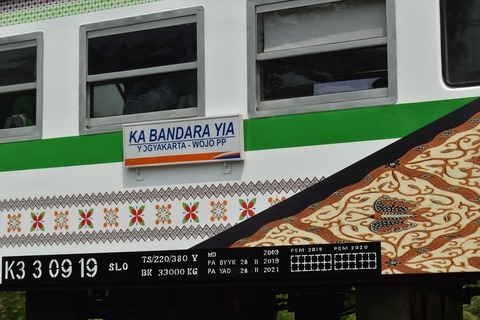 KA BANDARA YIA
YOGYAKARTA - WOJO PP
K3 3 09 19 SLO
TS/220/380 Y
BK 33000 KG
MD 2009
PA BYYK 28 11 2019
PA YAD 28 11 2021
PEM 2019 PEM 2020